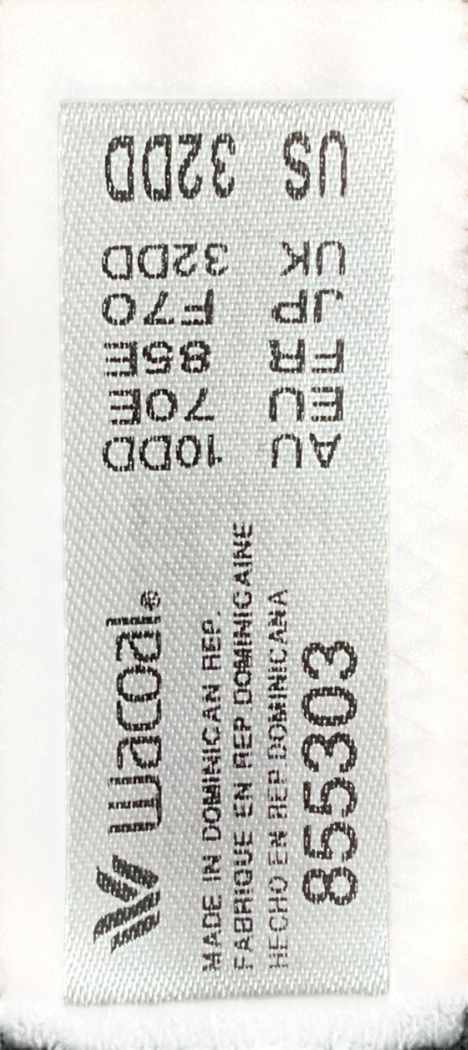 US 32DD
UK 32DD
JP F70
FR 85E
EU 70E
AU 10DD
wacoal®
MADE IN DOMINICAN REP.
FABRIQUE EN REP DOMINICAINE
HECHO EN REP DOMINICANA
855303